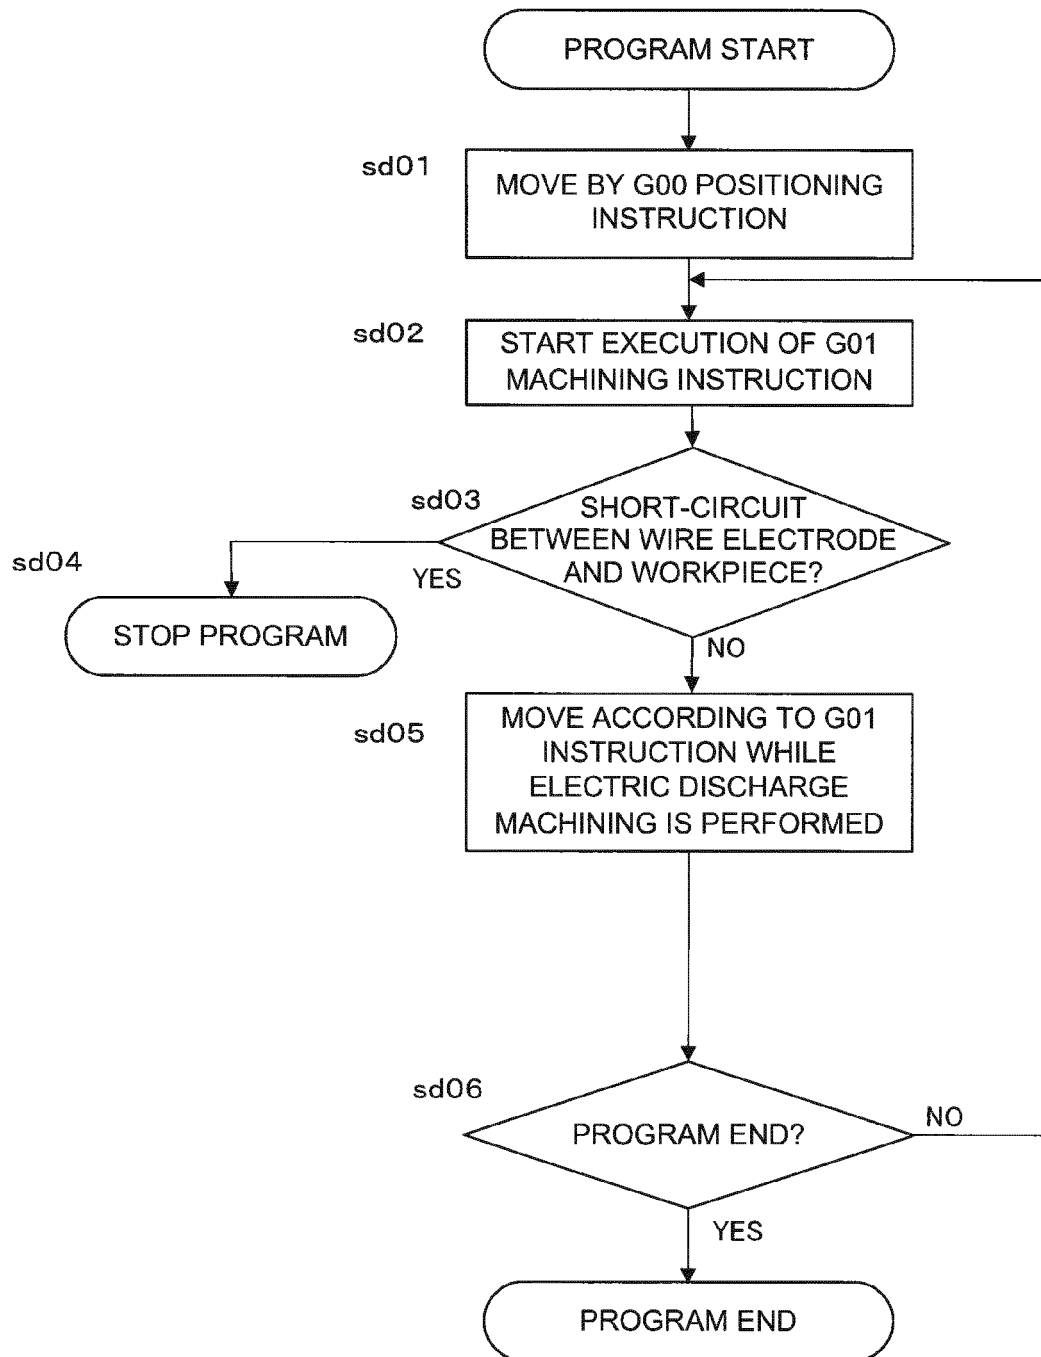 PROGRAM START
sd01
MOVE BY G00 POSITIONING
INSTRUCTION
sd02
START EXECUTION OF G01
MACHINING INSTRUCTION
sd03
SHORT-CIRCUIT
BETWEEN WIRE ELECTRODE
AND WORKPIECE?
YES
sd04
STOP PROGRAM
NO
sd05
MOVE ACCORDING TO G01
INSTRUCTION WHILE
ELECTRIC DISCHARGE
MACHINING IS PERFORMED
sd06
PROGRAM END?
NO
YES
PROGRAM END